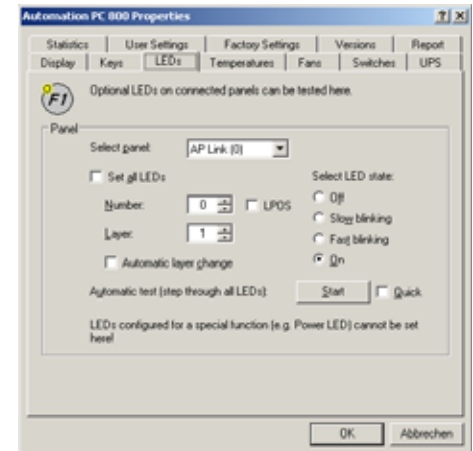 Automation PC 800 Properties
Statistics User Settings Factory Settings Versions Report
Display Keys LEDs Temperatures Fans Switches UPS
F1 Optional LEDs on connected panels can be tested here.
Panel
Select panel: AP Link (0)
Set all LEDs Select LED state:
Number: 0 LPOS Off
Slow blinking
Layer: 1 Fast blinking
Automatic layer change On
Automatic test (step through all LEDs): Start Quick
LEDs configured for a special function (e.g. Power LED) cannot be set
here!
OK Abbrechen